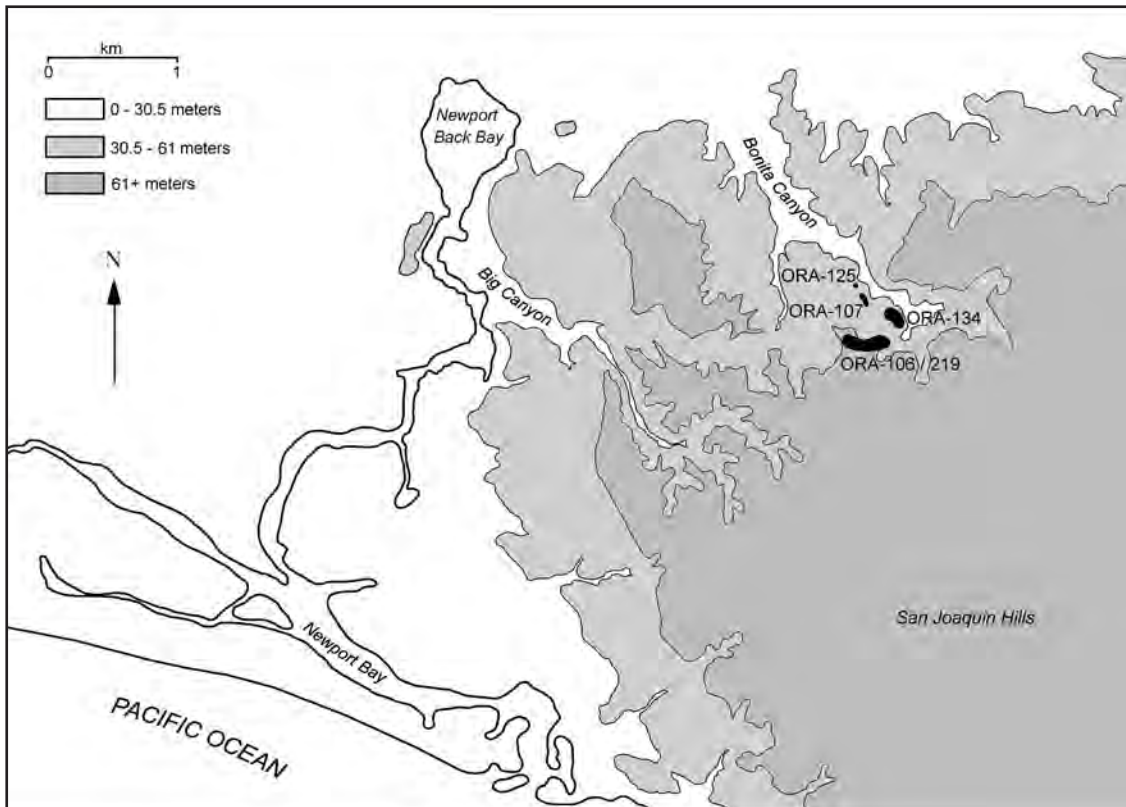 km
0 1
0 - 30.5 meters
30.5 - 61 meters
61+ meters
N
Newport
Back Bay
Big Canyon
Bonita Canyon
ORA-125
ORA-107
ORA-134
ORA-106 / 219
San Joaquin Hills
Newport Bay
PACIFIC OCEAN